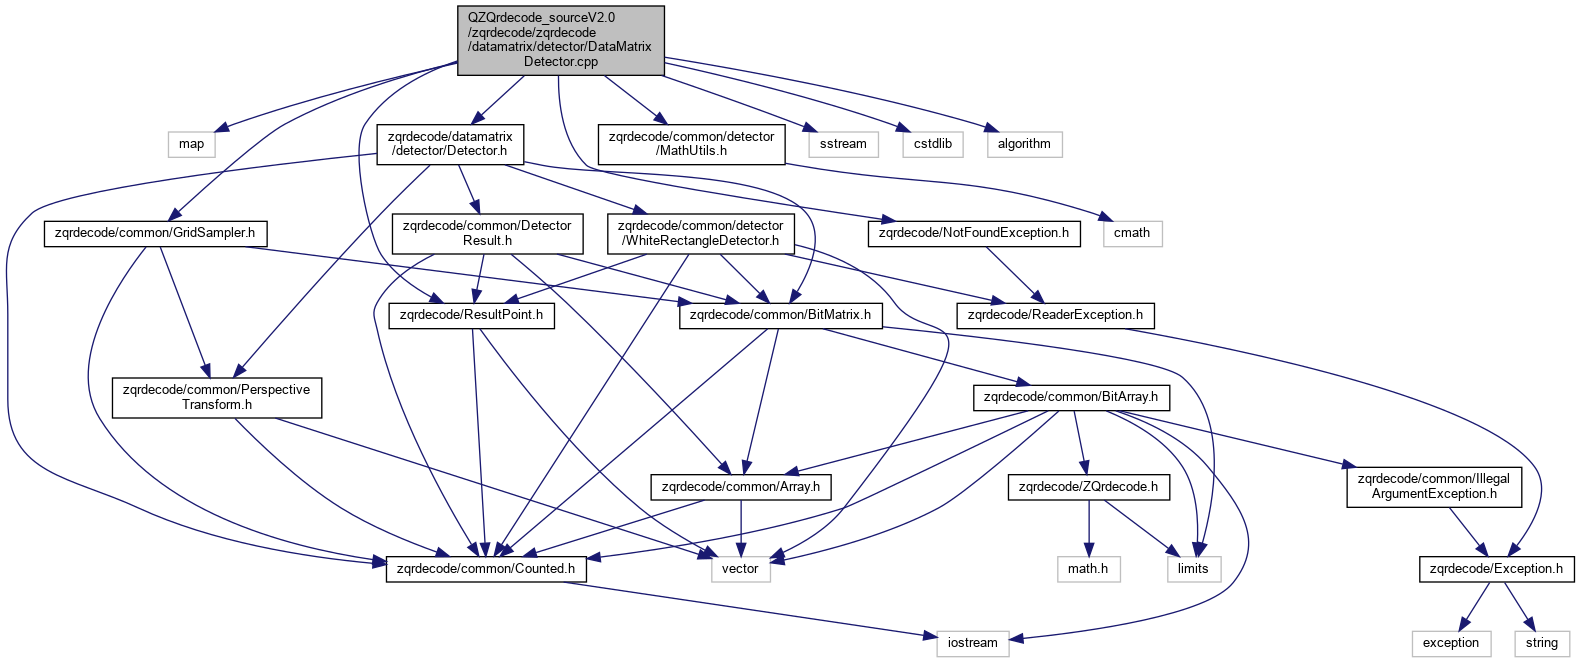 QZQrdecode_sourceV2.0
/zqrdecode/zqrdecode
/datamatrix/detector/DataMatrix
Detector.cpp
map
zqrdecode/datamatrix
/detector/Detector.h
zqrdecode/common/detector
/MathUtils.h
sstream
cstdlib
algorithm
zqrdecode/common/GridSampler.h
zqrdecode/common/Detector
Result.h
zqrdecode/common/detector
/WhiteRectangleDetector.h
zqrdecode/NotFoundException.h
cmath
zqrdecode/ResultPoint.h
zqrdecode/common/BitMatrix.h
zqrdecode/ReaderException.h
zqrdecode/common/Perspective
Transform.h
zqrdecode/common/BitArray.h
zqrdecode/common/Array.h
zqrdecode/ZQrdecode.h
zqrdecode/common/Illegal
ArgumentException.h
zqrdecode/common/Counted.h
vector
math.h
limits
zqrdecode/Exception.h
iostream
exception
string